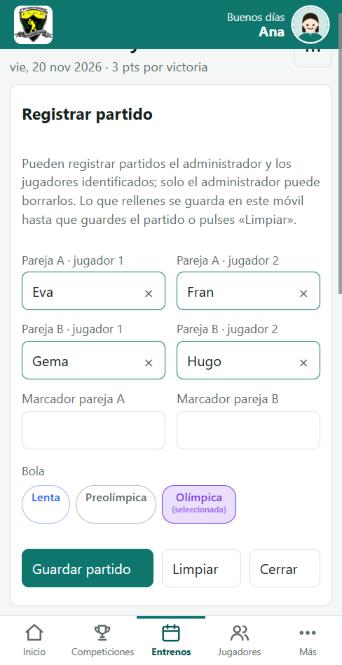 Buenos días
Ana
vie, 20 nov 2026 · 3 pts por victoria
Registrar partido
Pueden registrar partidos el administrador y los
jugadores identificados; solo el administrador puede
borrarlos. Lo que rellenes se guarda en este móvil
hasta que guardes el partido o pulses «Limpiar».
Pareja A · jugador 1
Pareja A · jugador 2
Eva ×
Fran ×
Pareja B · jugador 1
Pareja B · jugador 2
Gema ×
Hugo ×
Marcador pareja A
Marcador pareja B
Bola
Lenta
Preolímpica
Olímpica
(seleccionada)
Guardar partido
Limpiar
Cerrar
Inicio
Competiciones
Entrenos
Jugadores
Más